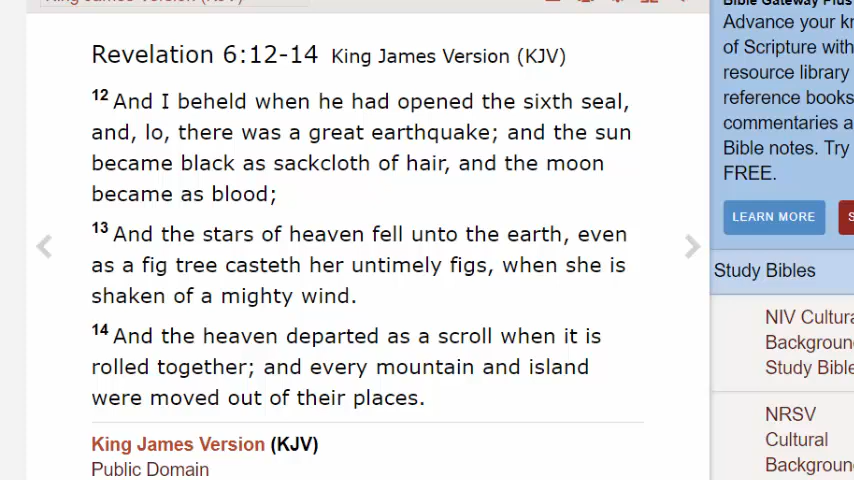 Revelation 6:12-14 King James Version (KJV)
12 And I beheld when he had opened the sixth seal,
and, lo, there was a great earthquake; and the sun
became black as sackcloth of hair, and the moon
became as blood;
13 And the stars of heaven fell unto the earth, even
as a fig tree casteth her untimely figs, when she is
shaken of a mighty wind.
14 And the heaven departed as a scroll when it is
rolled together; and every mountain and island
were moved out of their places.
King James Version (KJV)
Public Domain
Bible Gateway Plus
Advance your
of Scripture with
resource library
reference books
commentaries
Bible notes. Try
FREE.
LEARN MORE
Study Bibles
NIV
Background
Study Bible
NRSV
Cultural